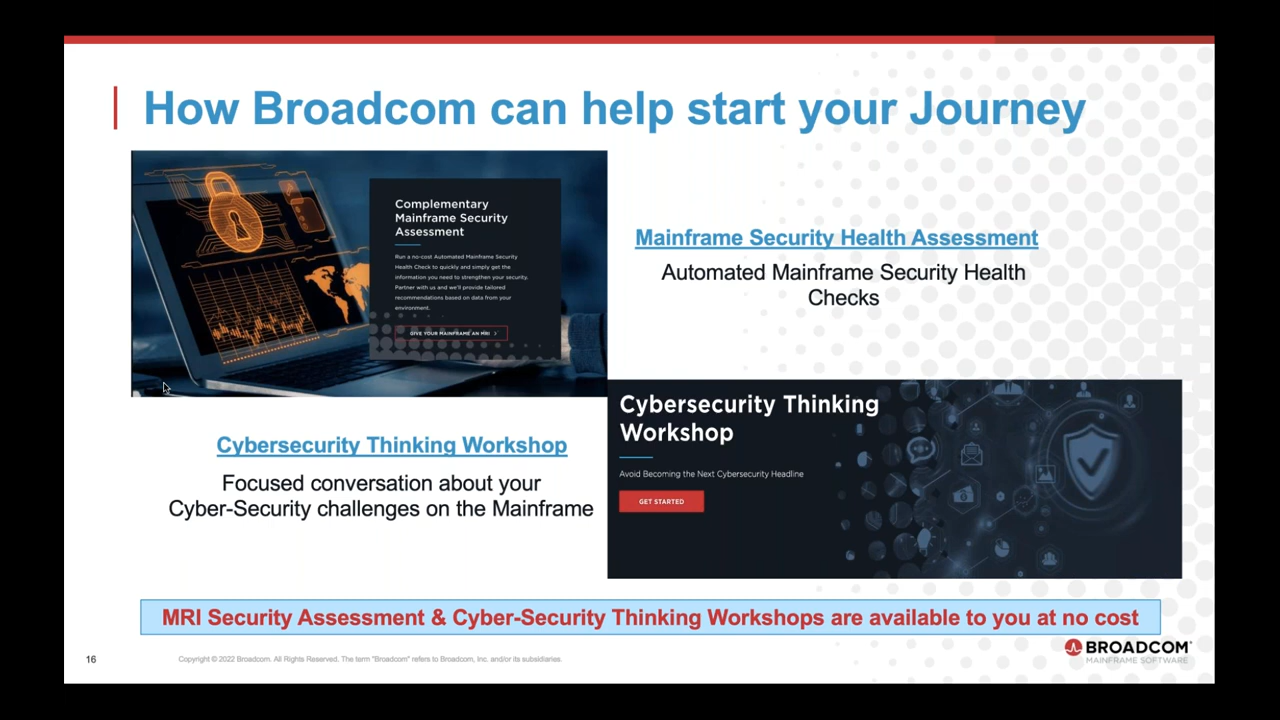 How Broadcom can help start your Journey
Complementary
Mainframe Security
Assessment
Run a no-cost Automated Mainframe Security
Health Check to quickly and simply get the
information you need to strengthen your security.
Partner with us and we'll provide tailored
recommendations based on data from your
environment.
GIVE YOUR MAINFRAME AN MRI >
Mainframe Security Health Assessment
Automated Mainframe Security Health
Checks
Cybersecurity Thinking Workshop
Focused conversation about your
Cyber-Security challenges on the Mainframe
Cybersecurity Thinking
Workshop
Avoid Becoming the Next Cybersecurity Headline
GET STARTED
MRI Security Assessment & Cyber-Security Thinking Workshops are available to you at no cost
16
Copyright © 2022 Broadcom. All Rights Reserved. The term "Broadcom" refers to Broadcom, Inc. and/or its subsidiaries.
BROADCOM®
MAINFRAME SOFTWARE